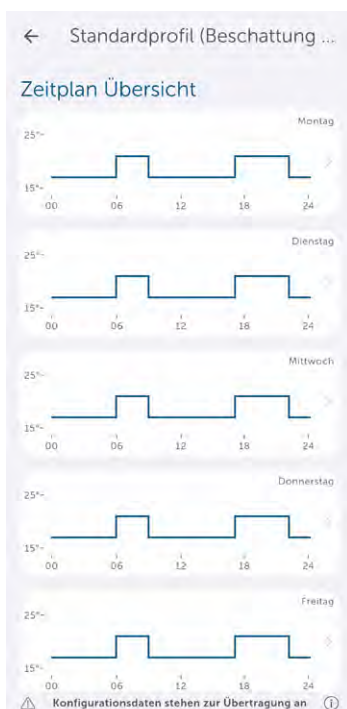 Standardprofil (Beschattung ...
Zeitplan Übersicht
Montag
25°-
15°-
00 06 12 18 24
Dienstag
25°-
15°-
00 06 12 18 24
Mittwoch
25°-
15°-
00 06 12 18 24
Donnerstag
25°-
15°-
00 06 12 18 24
Freitag
25°-
15°-
00 06 12 18 24
Konfigurationsdaten stehen zur Übertragung an